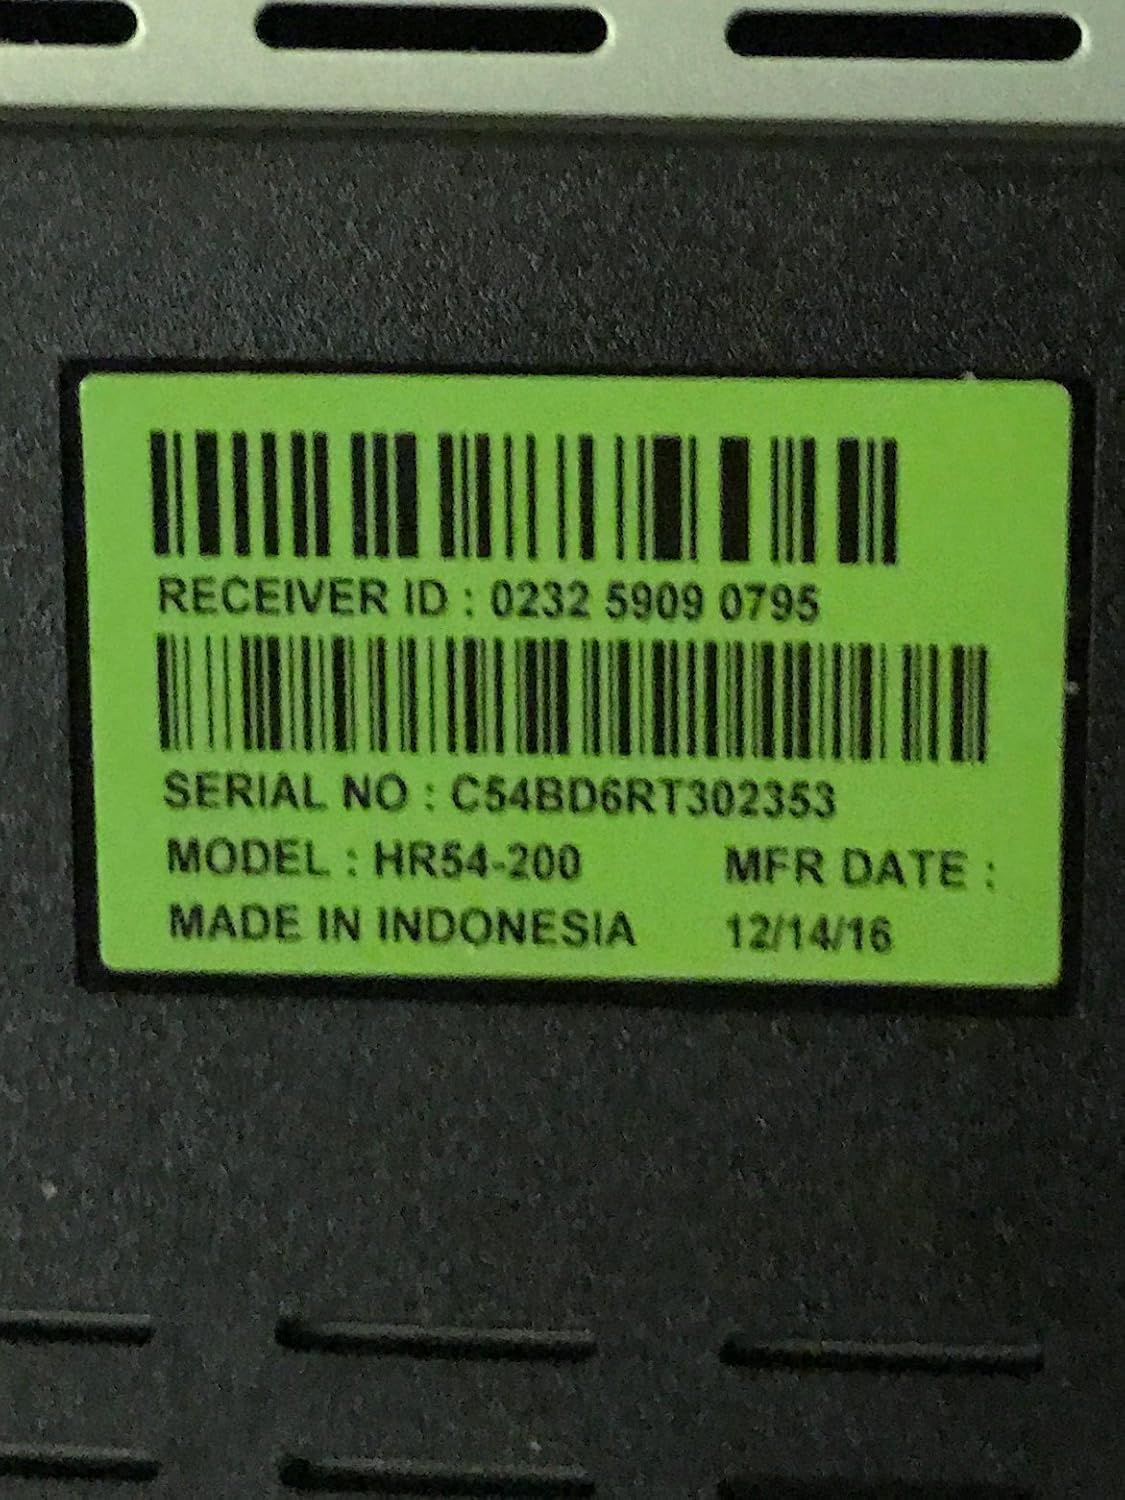 RECEIVER ID : 0232 5909 0795
SERIAL NO : C54BD6RT302353
MODEL : HR54-200 MFR DATE :
MADE IN INDONESIA 12/14/16